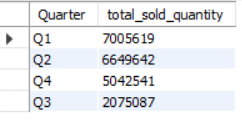 Quarter total_sold_quantity
Q1 7005619
Q2 6649642
Q4 5042541
Q3 2075087